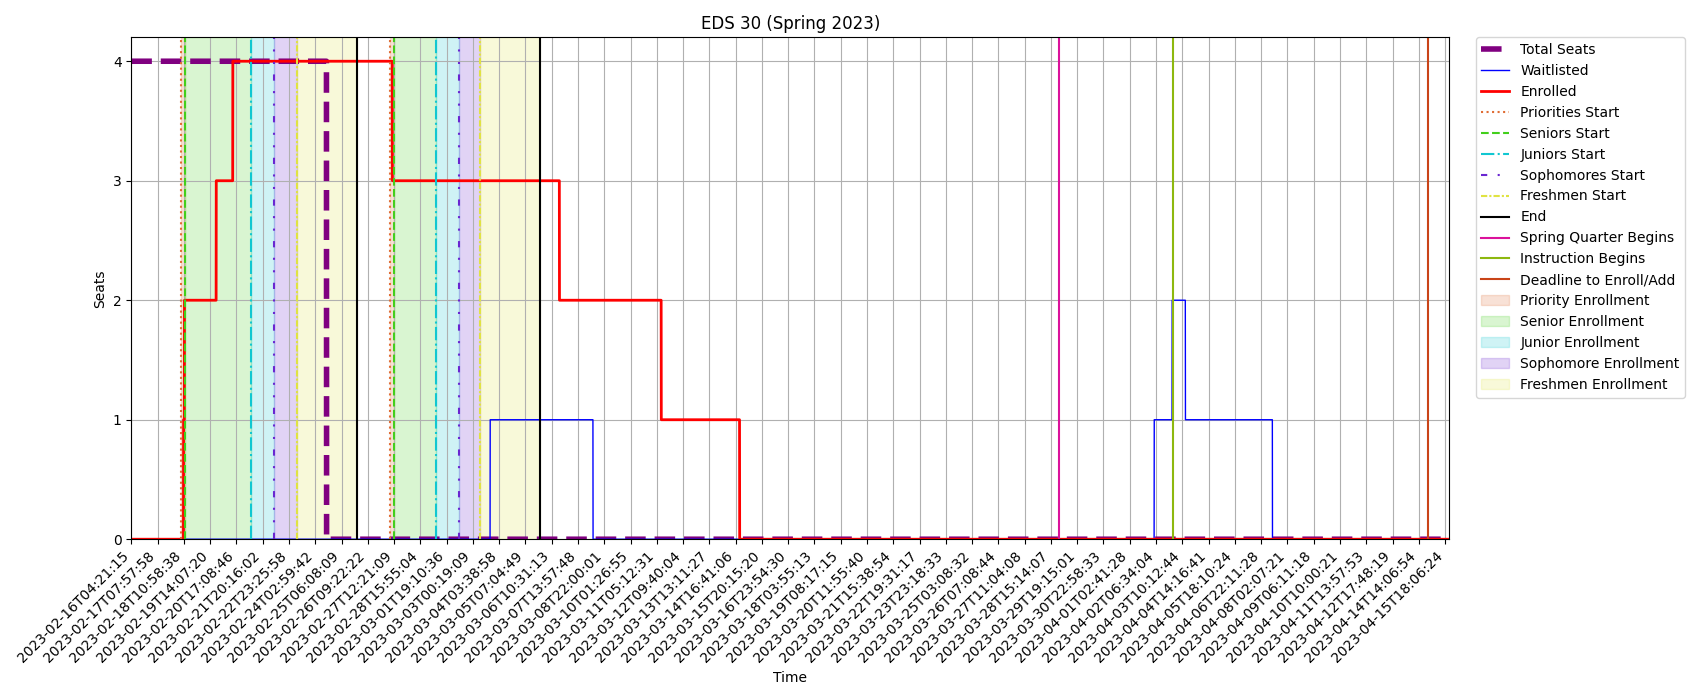 EDS 30 (Spring 2023)
Seats
4
3
2
1
0
2023-02-16T04:21:15
2023-02-17T07:57:58
2023-02-18T10:58:38
2023-02-19T14:07:20
2023-02-20T17:08:46
2023-02-21T20:16:02
2023-02-22T23:25:58
2023-02-24T02:59:42
2023-02-25T06:08:09
2023-02-26T09:22:22
2023-02-27T12:21:09
2023-02-28T15:55:04
2023-03-01T19:10:36
2023-03-03T00:19:09
2023-03-04T03:38:58
2023-03-05T07:04:49
2023-03-06T10:31:13
2023-03-07T13:57:48
2023-03-08T22:00:01
2023-03-10T01:26:55
2023-03-11T05:12:31
2023-03-12T09:40:04
2023-03-13T13:11:27
2023-03-14T16:41:06
2023-03-15T20:15:20
2023-03-16T23:54:30
2023-03-18T03:55:13
2023-03-19T08:17:15
2023-03-20T11:55:40
2023-03-21T15:38:54
2023-03-22T19:31:17
2023-03-23T23:18:33
2023-03-25T03:08:32
2023-03-26T07:08:44
2023-03-27T11:04:08
2023-03-28T15:14:07
2023-03-29T19:15:01
2023-03-30T22:58:33
2023-04-01T02:41:28
2023-04-02T06:34:04
2023-04-03T10:12:44
2023-04-04T14:16:41
2023-04-05T18:10:24
2023-04-06T22:11:28
2023-04-08T02:07:21
2023-04-09T06:11:18
2023-04-10T10:00:21
2023-04-11T13:57:53
2023-04-12T17:48:19
2023-04-14T14:06:54
2023-04-15T18:06:24
Time
Total Seats
Waitlisted
Enrolled
Priorities Start
Seniors Start
Juniors Start
Sophomores Start
Freshmen Start
End
Spring Quarter Begins
Instruction Begins
Deadline to Enroll/Add
Priority Enrollment
Senior Enrollment
Junior Enrollment
Sophomore Enrollment
Freshmen Enrollment